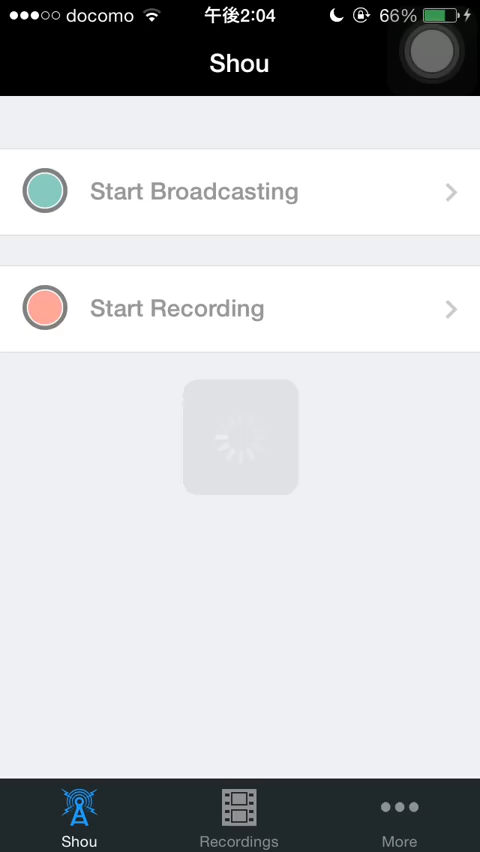 docomo 午後2:04 66%
Shou
Start Broadcasting
Start Recording
Shou Recordings More